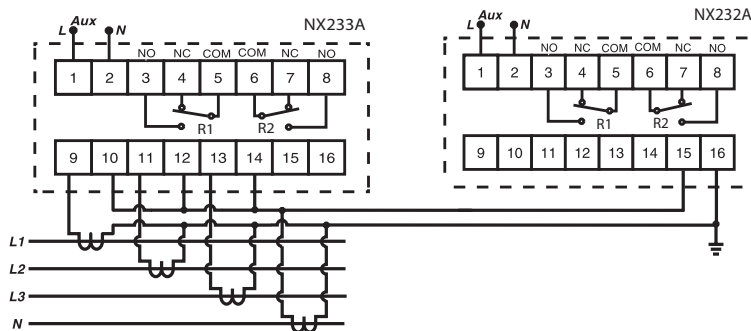 Aux
L N
NX233A
NO NC COM COM NC NO
1 2 3 4 5 6 7 8
R1 R2
9 10 11 12 13 14 15 16
Aux
L N
NX232A
NO NC COM COM NC NO
1 2 3 4 5 6 7 8
R1 R2
9 10 11 12 13 14 15 16
L1
L2
L3
N